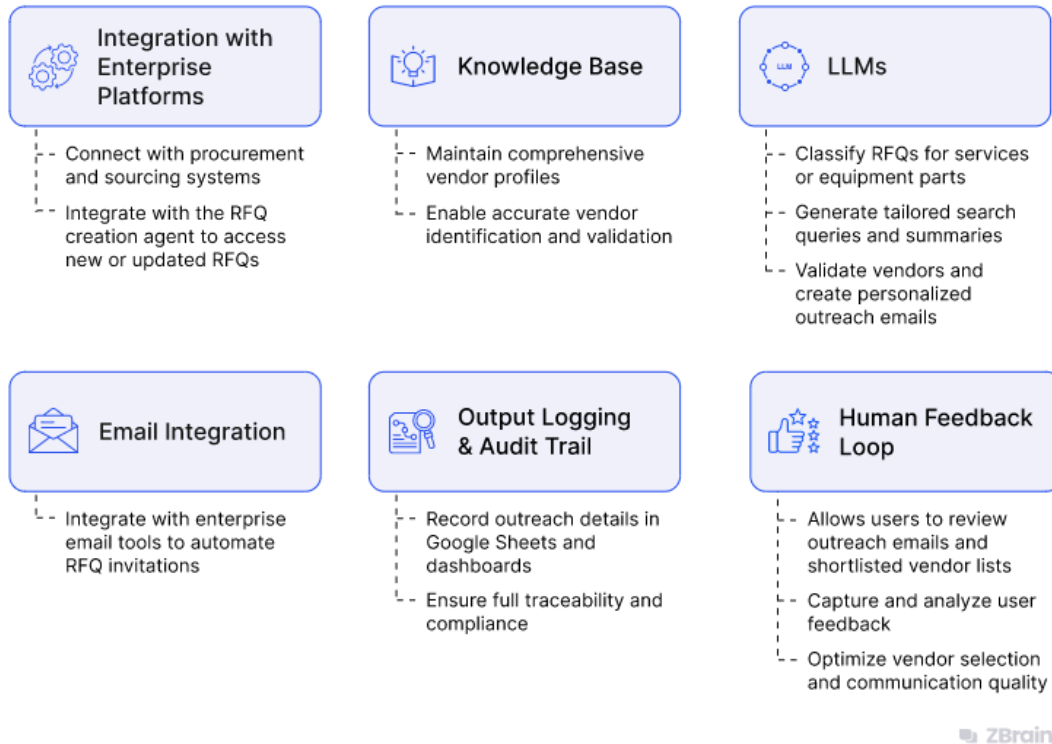 Integration with
Enterprise
Platforms
Connect with procurement
and sourcing systems
Integrate with the RFQ
creation agent to access
new or updated RFQs
Knowledge Base
Maintain comprehensive
vendor profiles
Enable accurate vendor
identification and validation
LLM
LLMs
Classify RFQs for services
or equipment parts
Generate tailored search
queries and summaries
Validate vendors and
create personalized
outreach emails
Email Integration
Integrate with enterprise
email tools to automate
RFQ invitations
Output Logging
& Audit Trail
Record outreach details in
Google Sheets and
dashboards
Ensure full traceability and
compliance
Human Feedback
Loop
Allows users to review
outreach emails and
shortlisted vendor lists
Capture and analyze user
feedback
Optimize vendor selection
and communication quality
ZBrain